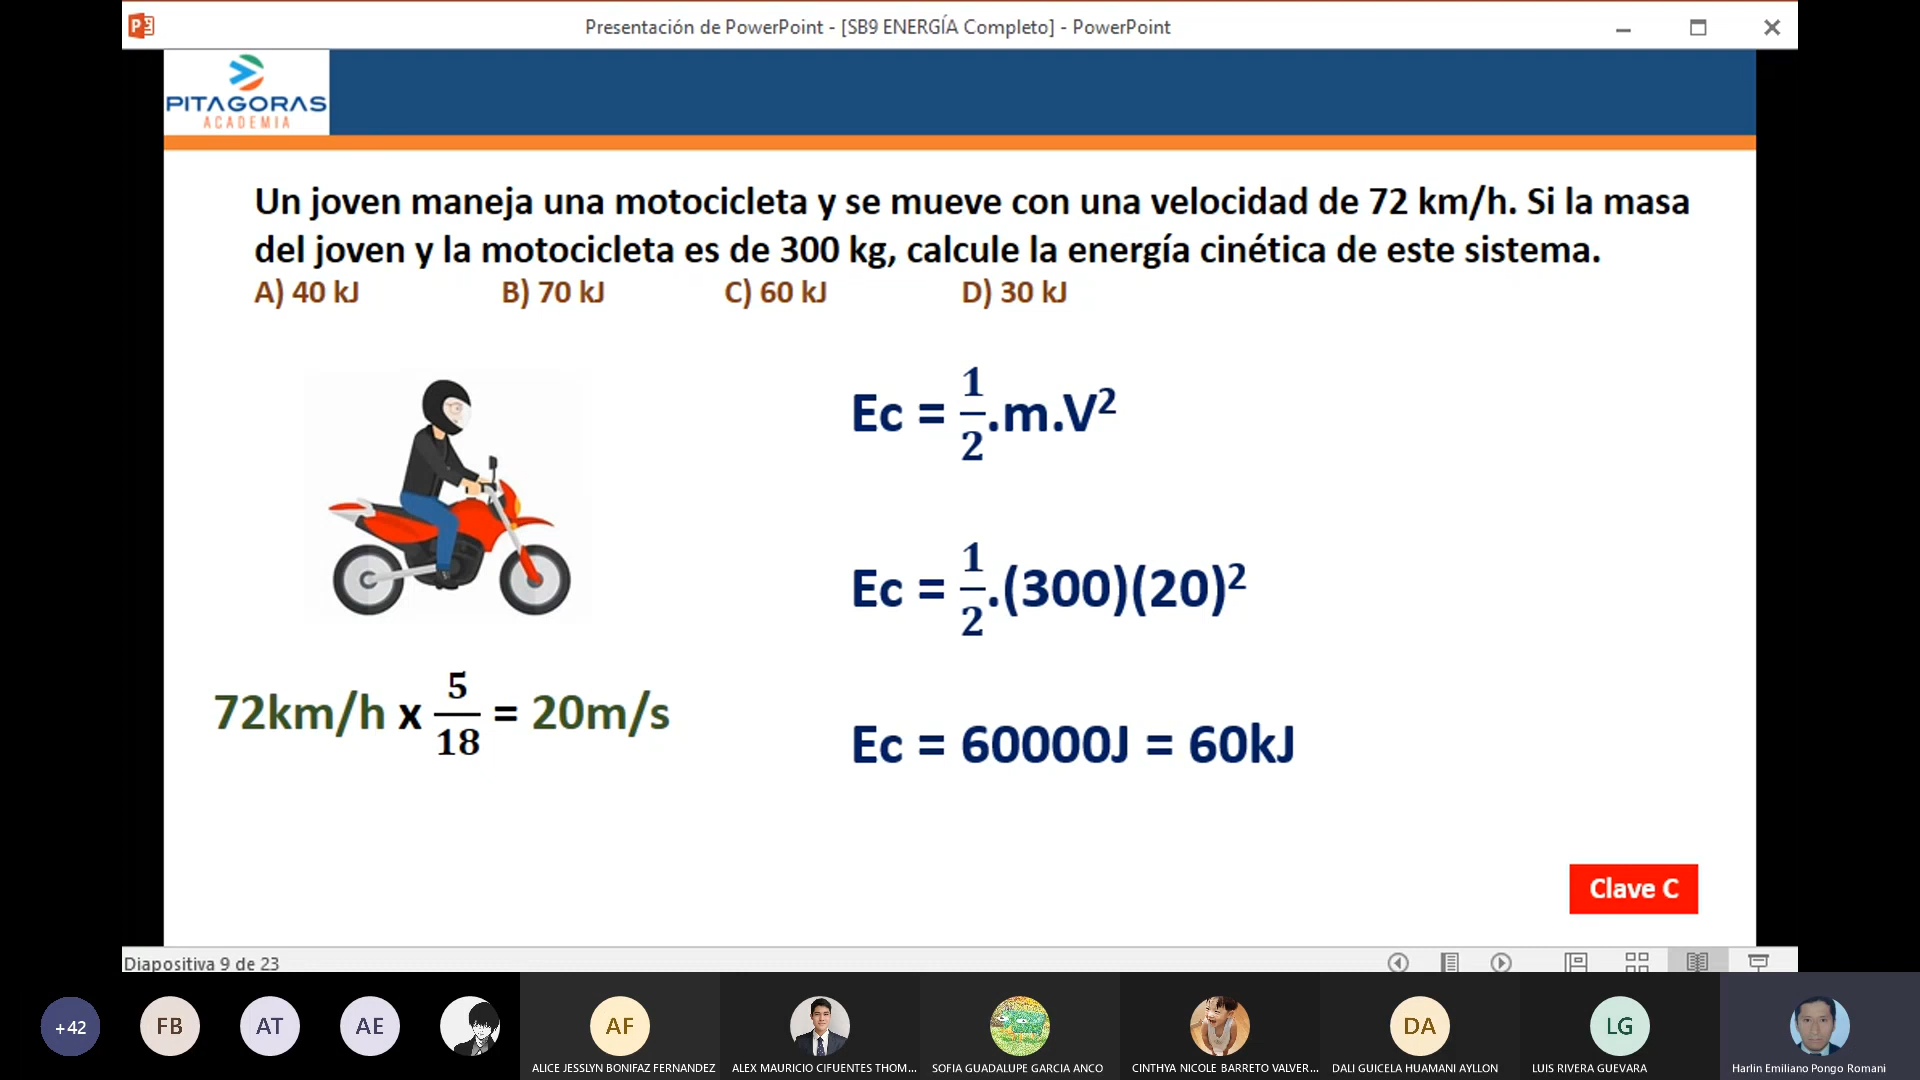 Presentación de PowerPoint - [SB9 ENERGÍA Completo] - PowerPoint
PITAGORAS
ACADEMIA
Un joven maneja una motocicleta y se mueve con una velocidad de 72 km/h. Si la masa
del joven y la motocicleta es de 300 kg, calcule la energía cinética de este sistema.
A) 40 kJ B) 70 kJ C) 60 kJ D) 30 kJ
Ec = 1/2.m.V²
Ec = 1/2.(300)(20)²
72km/h x 5/18 = 20m/s
Ec = 60000J = 60kJ
Clave C
Diapositiva 9 de 23
+42 FB AT AE AF DA LG
ALICE JESSLYN BONIFAZ FERNANDEZ ALEX MAURICIO CIFUENTES THOM... SOFIA GUADALUPE GARCIA ANCO CINTHYA NICOLE BARRETO VALVER... DALI GUICELA HUAMANI AYLLON LUIS RIVERA GUEVARA Harlin Emiliano Pongo Romani